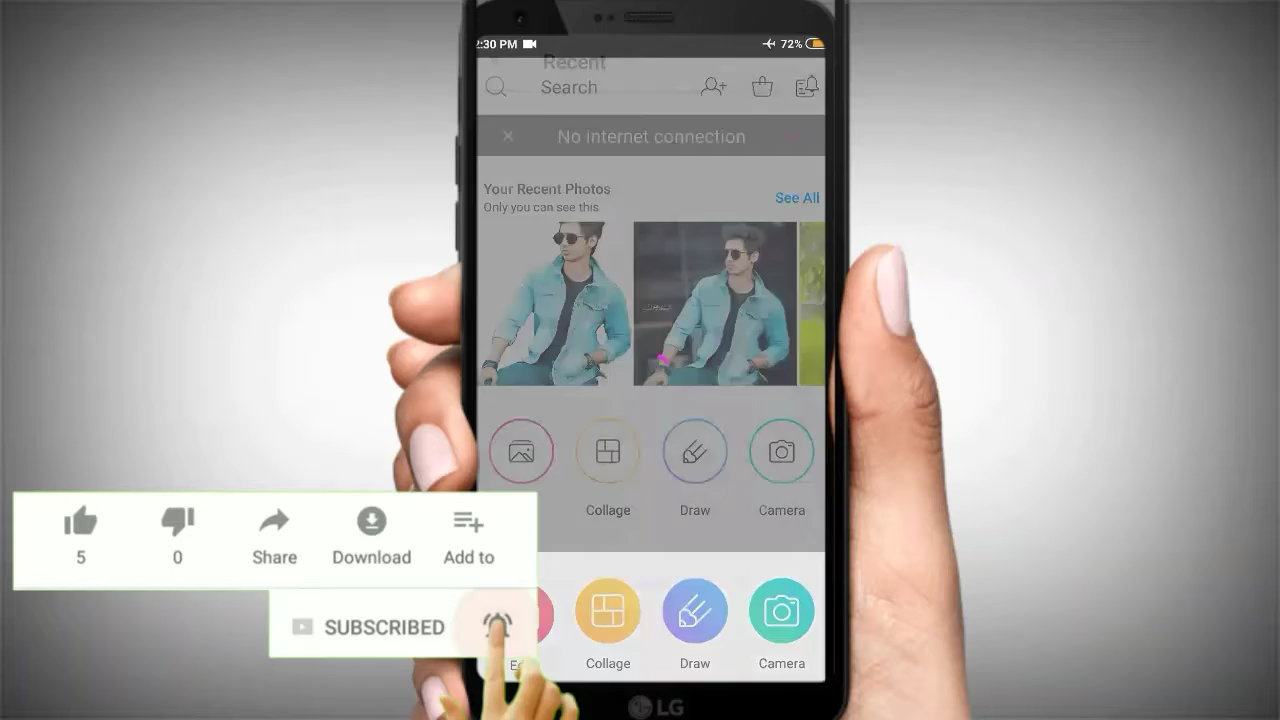 2:30 PM 72%
Recent
Search
No internet connection
Your Recent Photos
See All
Only you can see this
Collage Draw Camera
5 0 Share Download Add to
SUBSCRIBED
Collage Draw Camera
LG